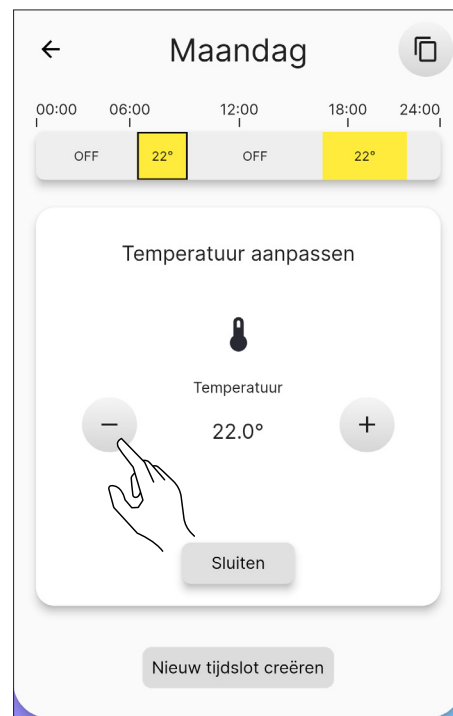 Maandag
00:00 06:00 12:00 18:00 24:00
OFF 22° OFF 22°
Temperatuur aanpassen
Temperatuur
22.0°
Sluiten
Nieuw tijdslot creëren